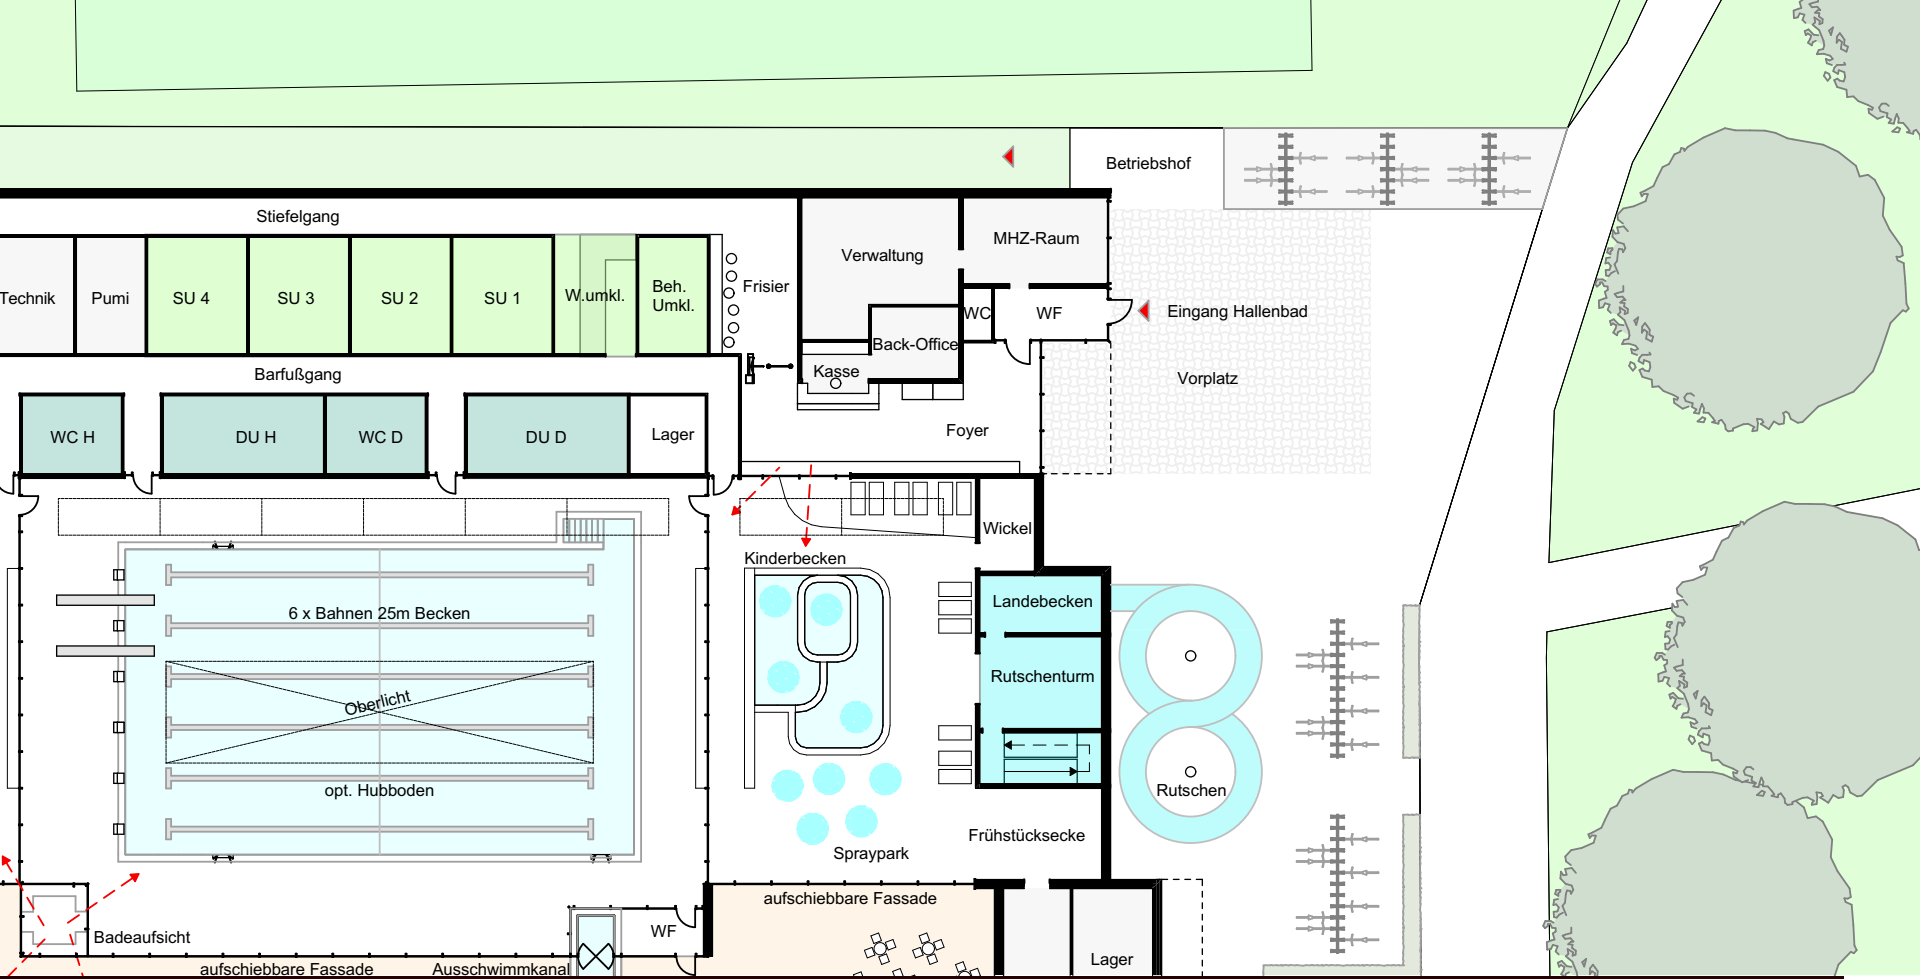 Betriebshof
Stiefelgang
Verwaltung
MHZ-Raum
Technik
Pumi
SU 4
SU 3
SU 2
SU 1
W.umkl.
Beh.
Umkl.
Frisier
WC
WF
Eingang Hallenbad
Back-Office
Kasse
Barfußgang
Vorplatz
WC H
DU H
WC D
DU D
Lager
Foyer
Wickel
Kinderbecken
6 x Bahnen 25m Becken
Landebecken
Oberlicht
Rutschenturm
opt. Hubboden
Rutschen
Frühstücksecke
Spraypark
aufschiebbare Fassade
Badeaufsicht
WF
Lager
aufschiebbare Fassade
Ausschwimmkanal